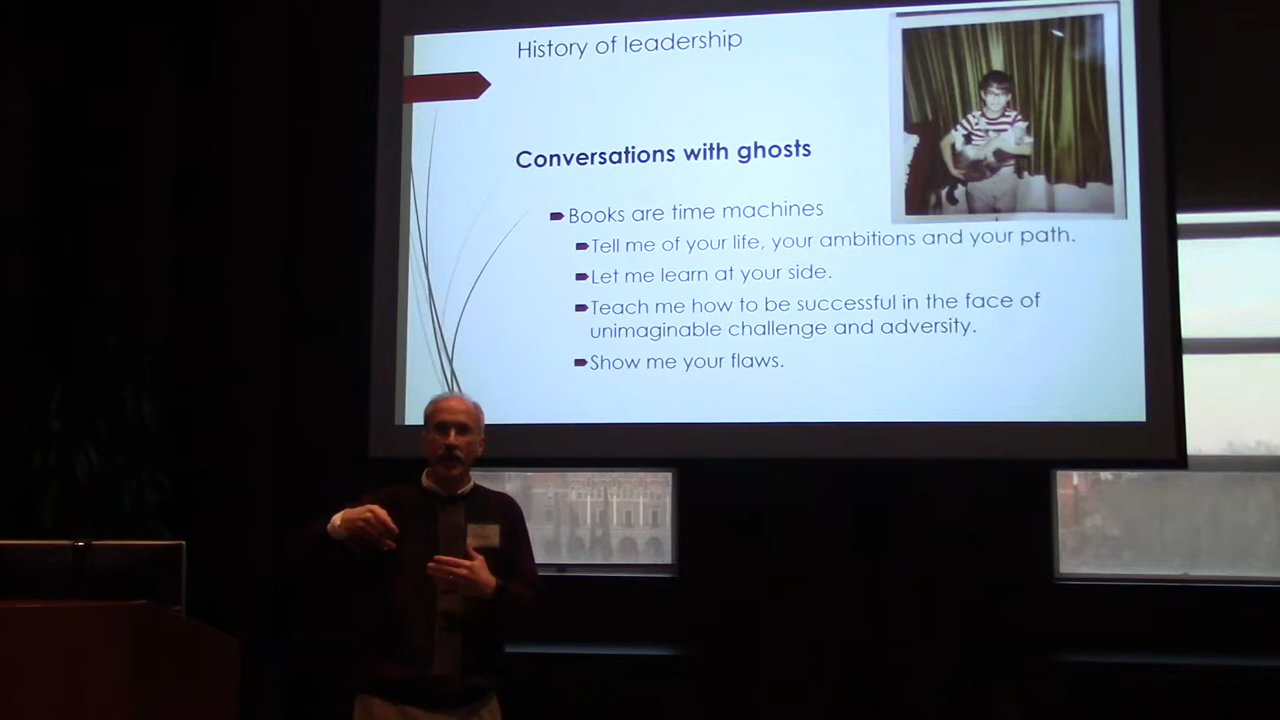 History of leadership
Conversations with ghosts
Books are time machines
Tell me of your life, your ambitions and your path.
Let me learn at your side.
Teach me how to be successful in the face of
unimaginable challenge and adversity.
Show me your flaws.